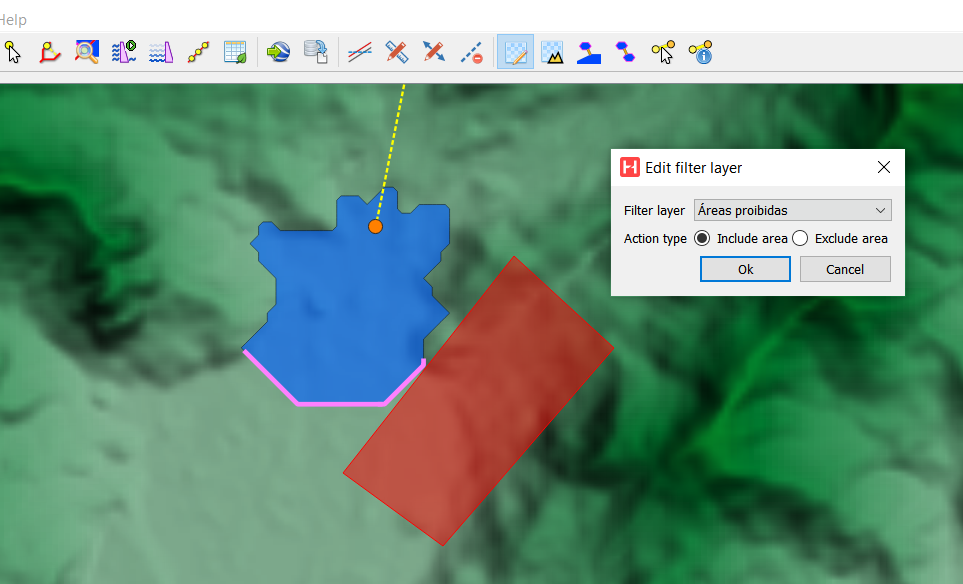 Help
Edit filter layer
Filter layer Áreas proibidas
Action type Include area Exclude area
Ok Cancel